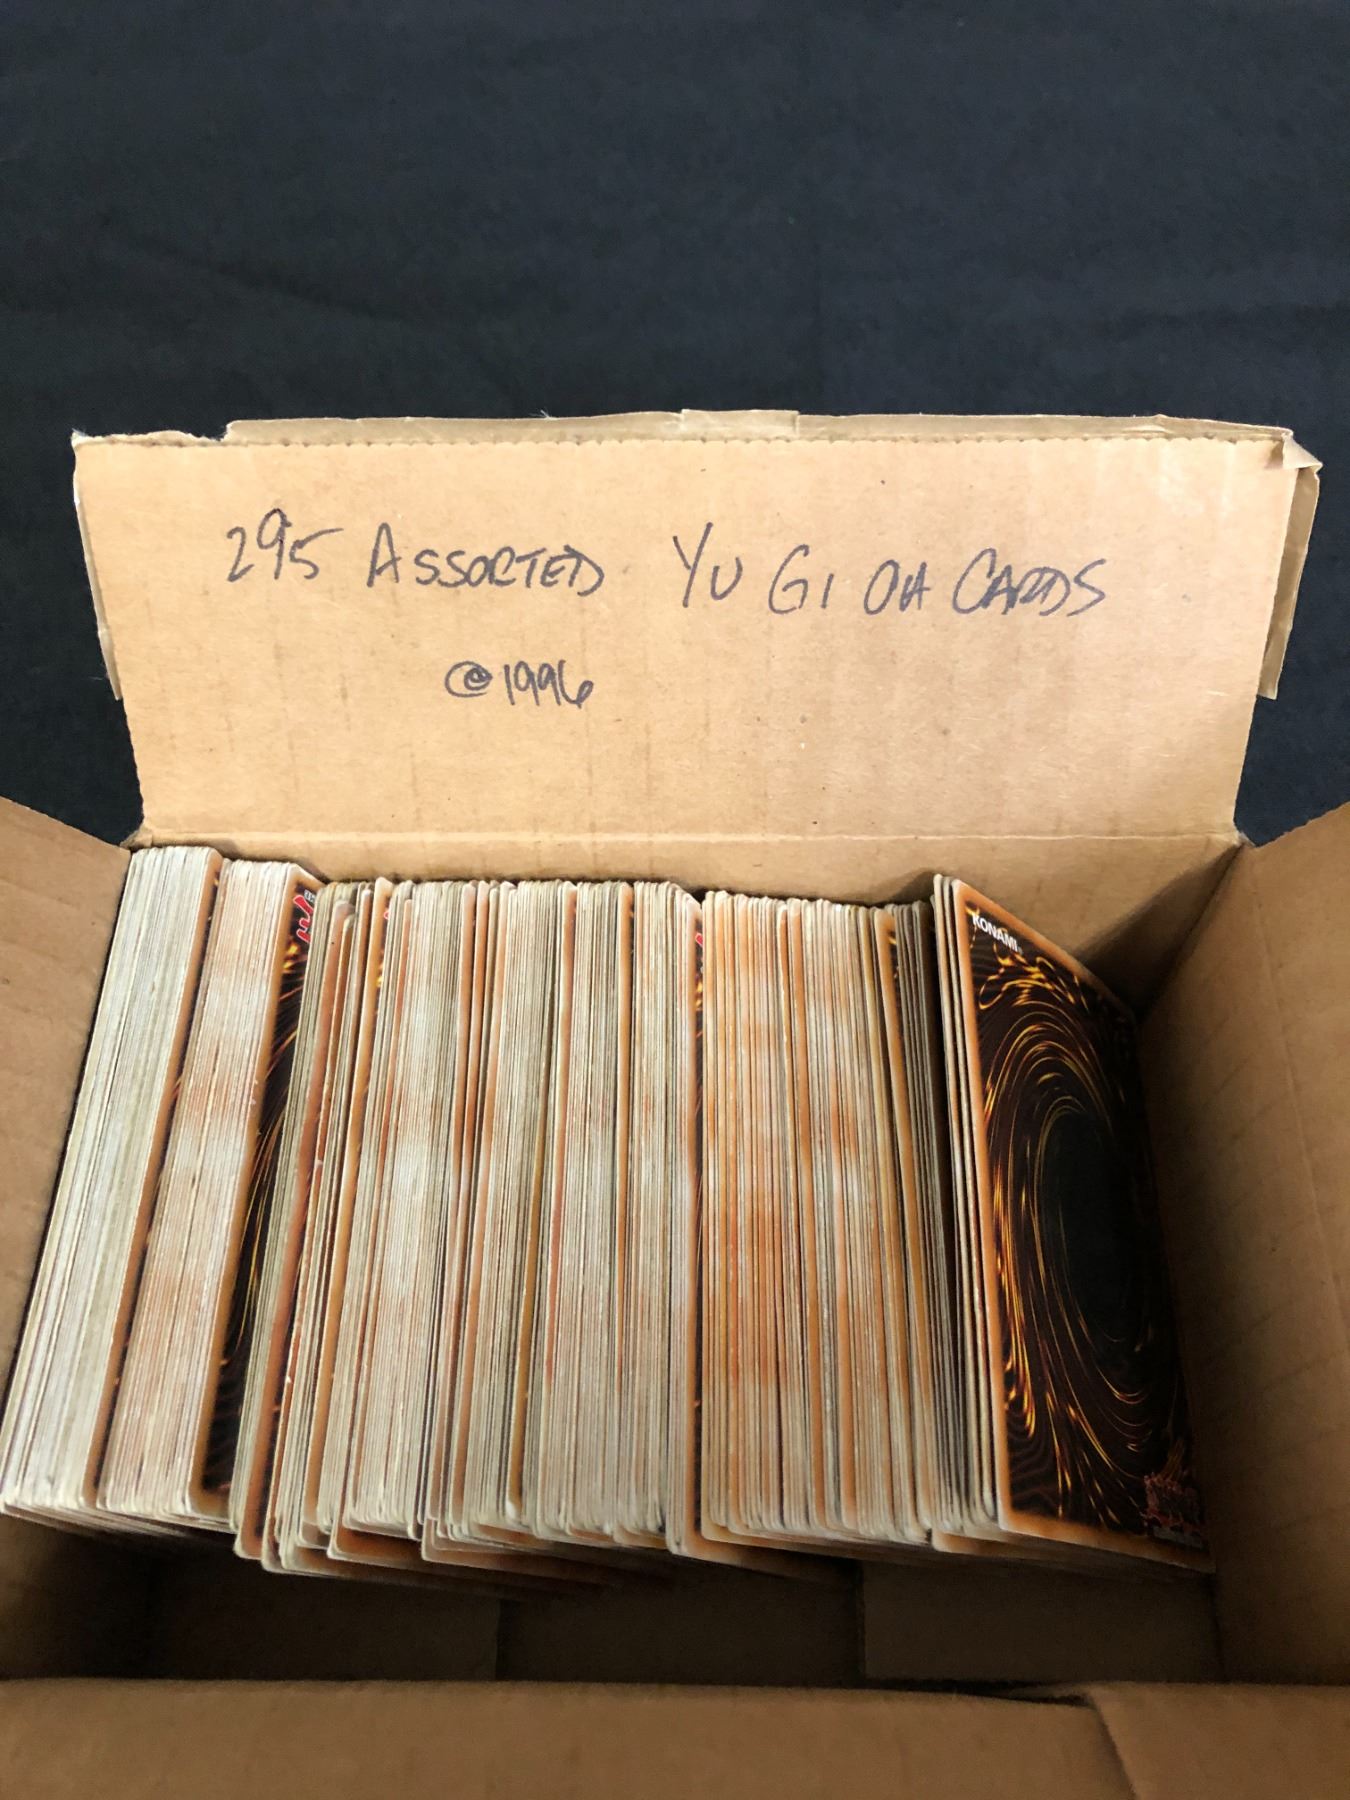 295 ASSORTED YU GI OH CARDS
@1996
KONAMI